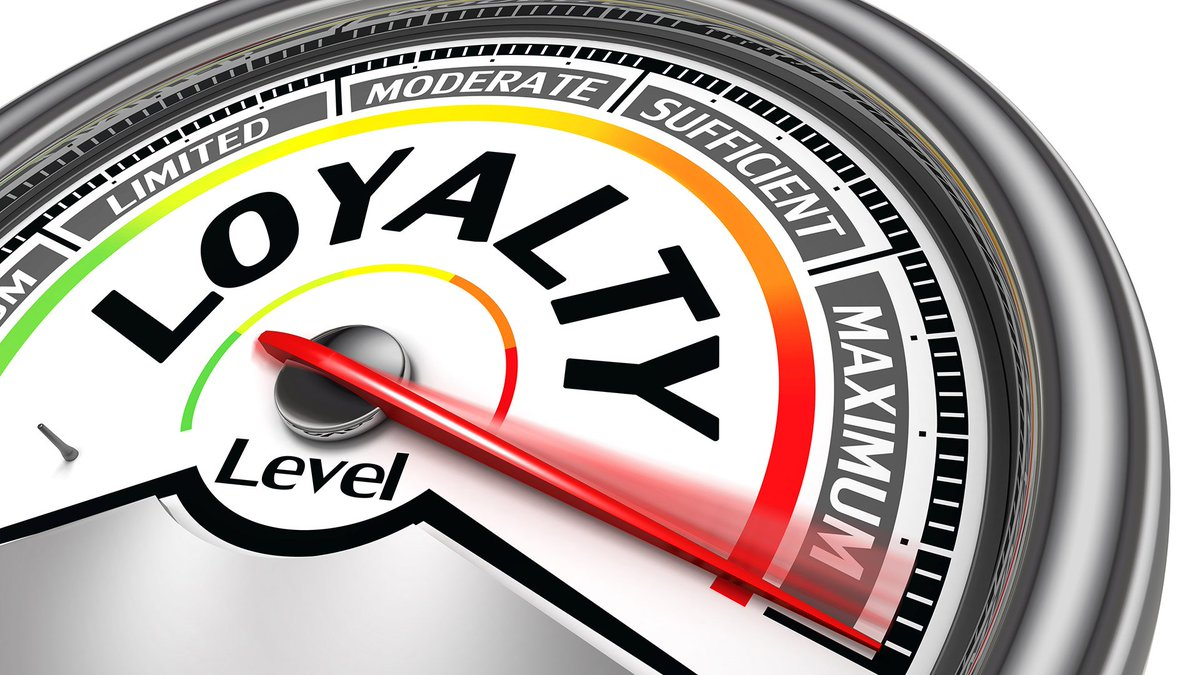 LIMITED
MODERATE
SUFFICIENT
MAXIMUM
LOYALTY
Level